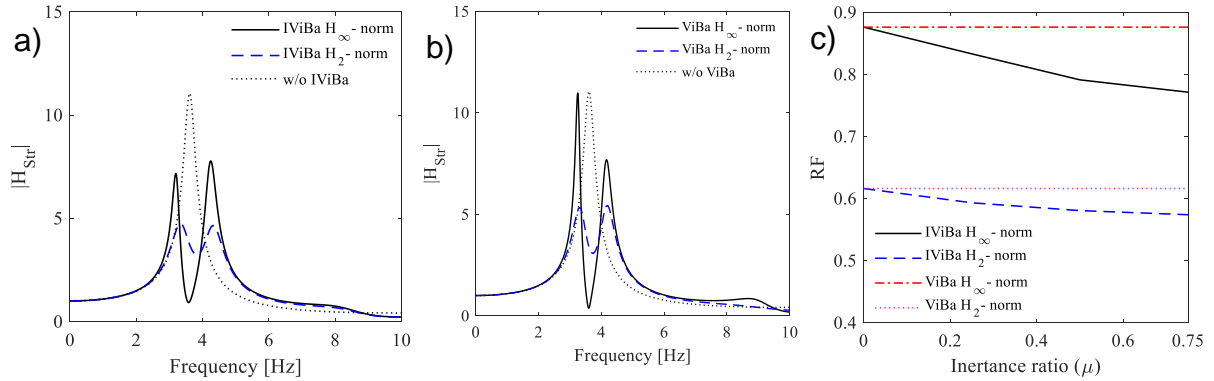 a)
15
10
5
0
0 2 4 6 8 10
|H_Str|
Frequency [Hz]
IViBa H_∞- norm
IViBa H_2- norm
w/o IViBa
b)
15
10
5
0
0 2 4 6 8 10
|H_Str|
Frequency [Hz]
ViBa H_∞- norm
ViBa H_2- norm
w/o ViBa
c)
0.9
0.8
0.7
0.6
0.5
0.4
0 0.2 0.4 0.6 0.75
RF
Inertance ratio (μ)
IViBa H_∞- norm
IViBa H_2- norm
ViBa H_∞- norm
ViBa H_2- norm